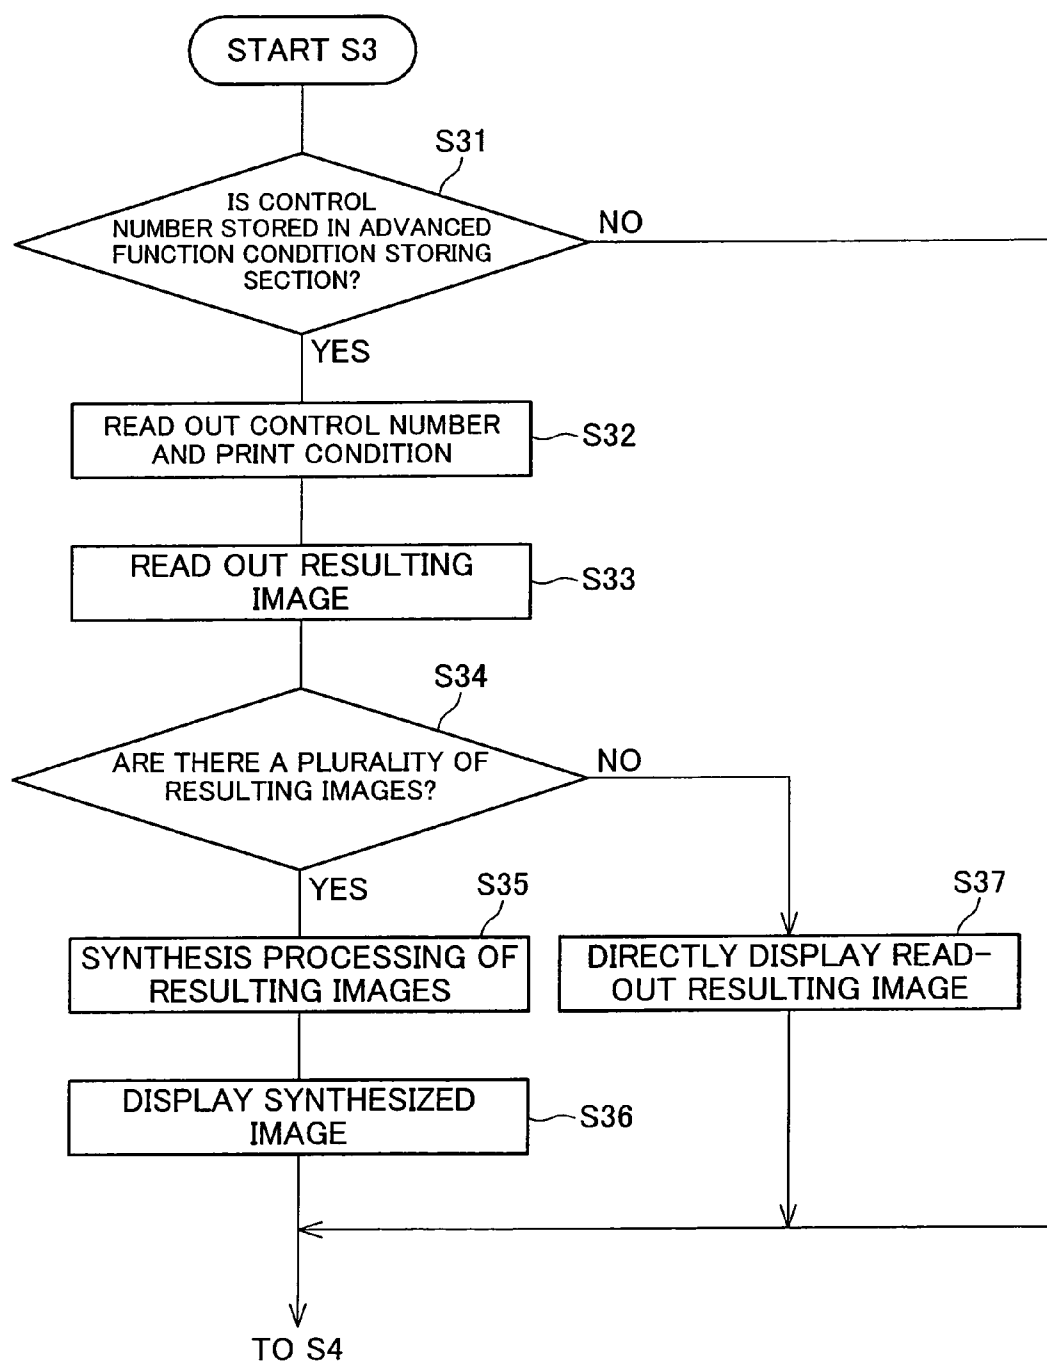 START S3
S31
IS CONTROL
NUMBER STORED IN ADVANCED
FUNCTION CONDITION STORING
SECTION?
NO
YES
READ OUT CONTROL NUMBER
AND PRINT CONDITION
S32
READ OUT RESULTING
IMAGE
S33
S34
ARE THERE A PLURALITY OF
RESULTING IMAGES?
NO
YES
S35
SYNTHESIS PROCESSING OF
RESULTING IMAGES
S37
DIRECTLY DISPLAY READ-
OUT RESULTING IMAGE
DISPLAY SYNTHESIZED
IMAGE
S36
TO S4